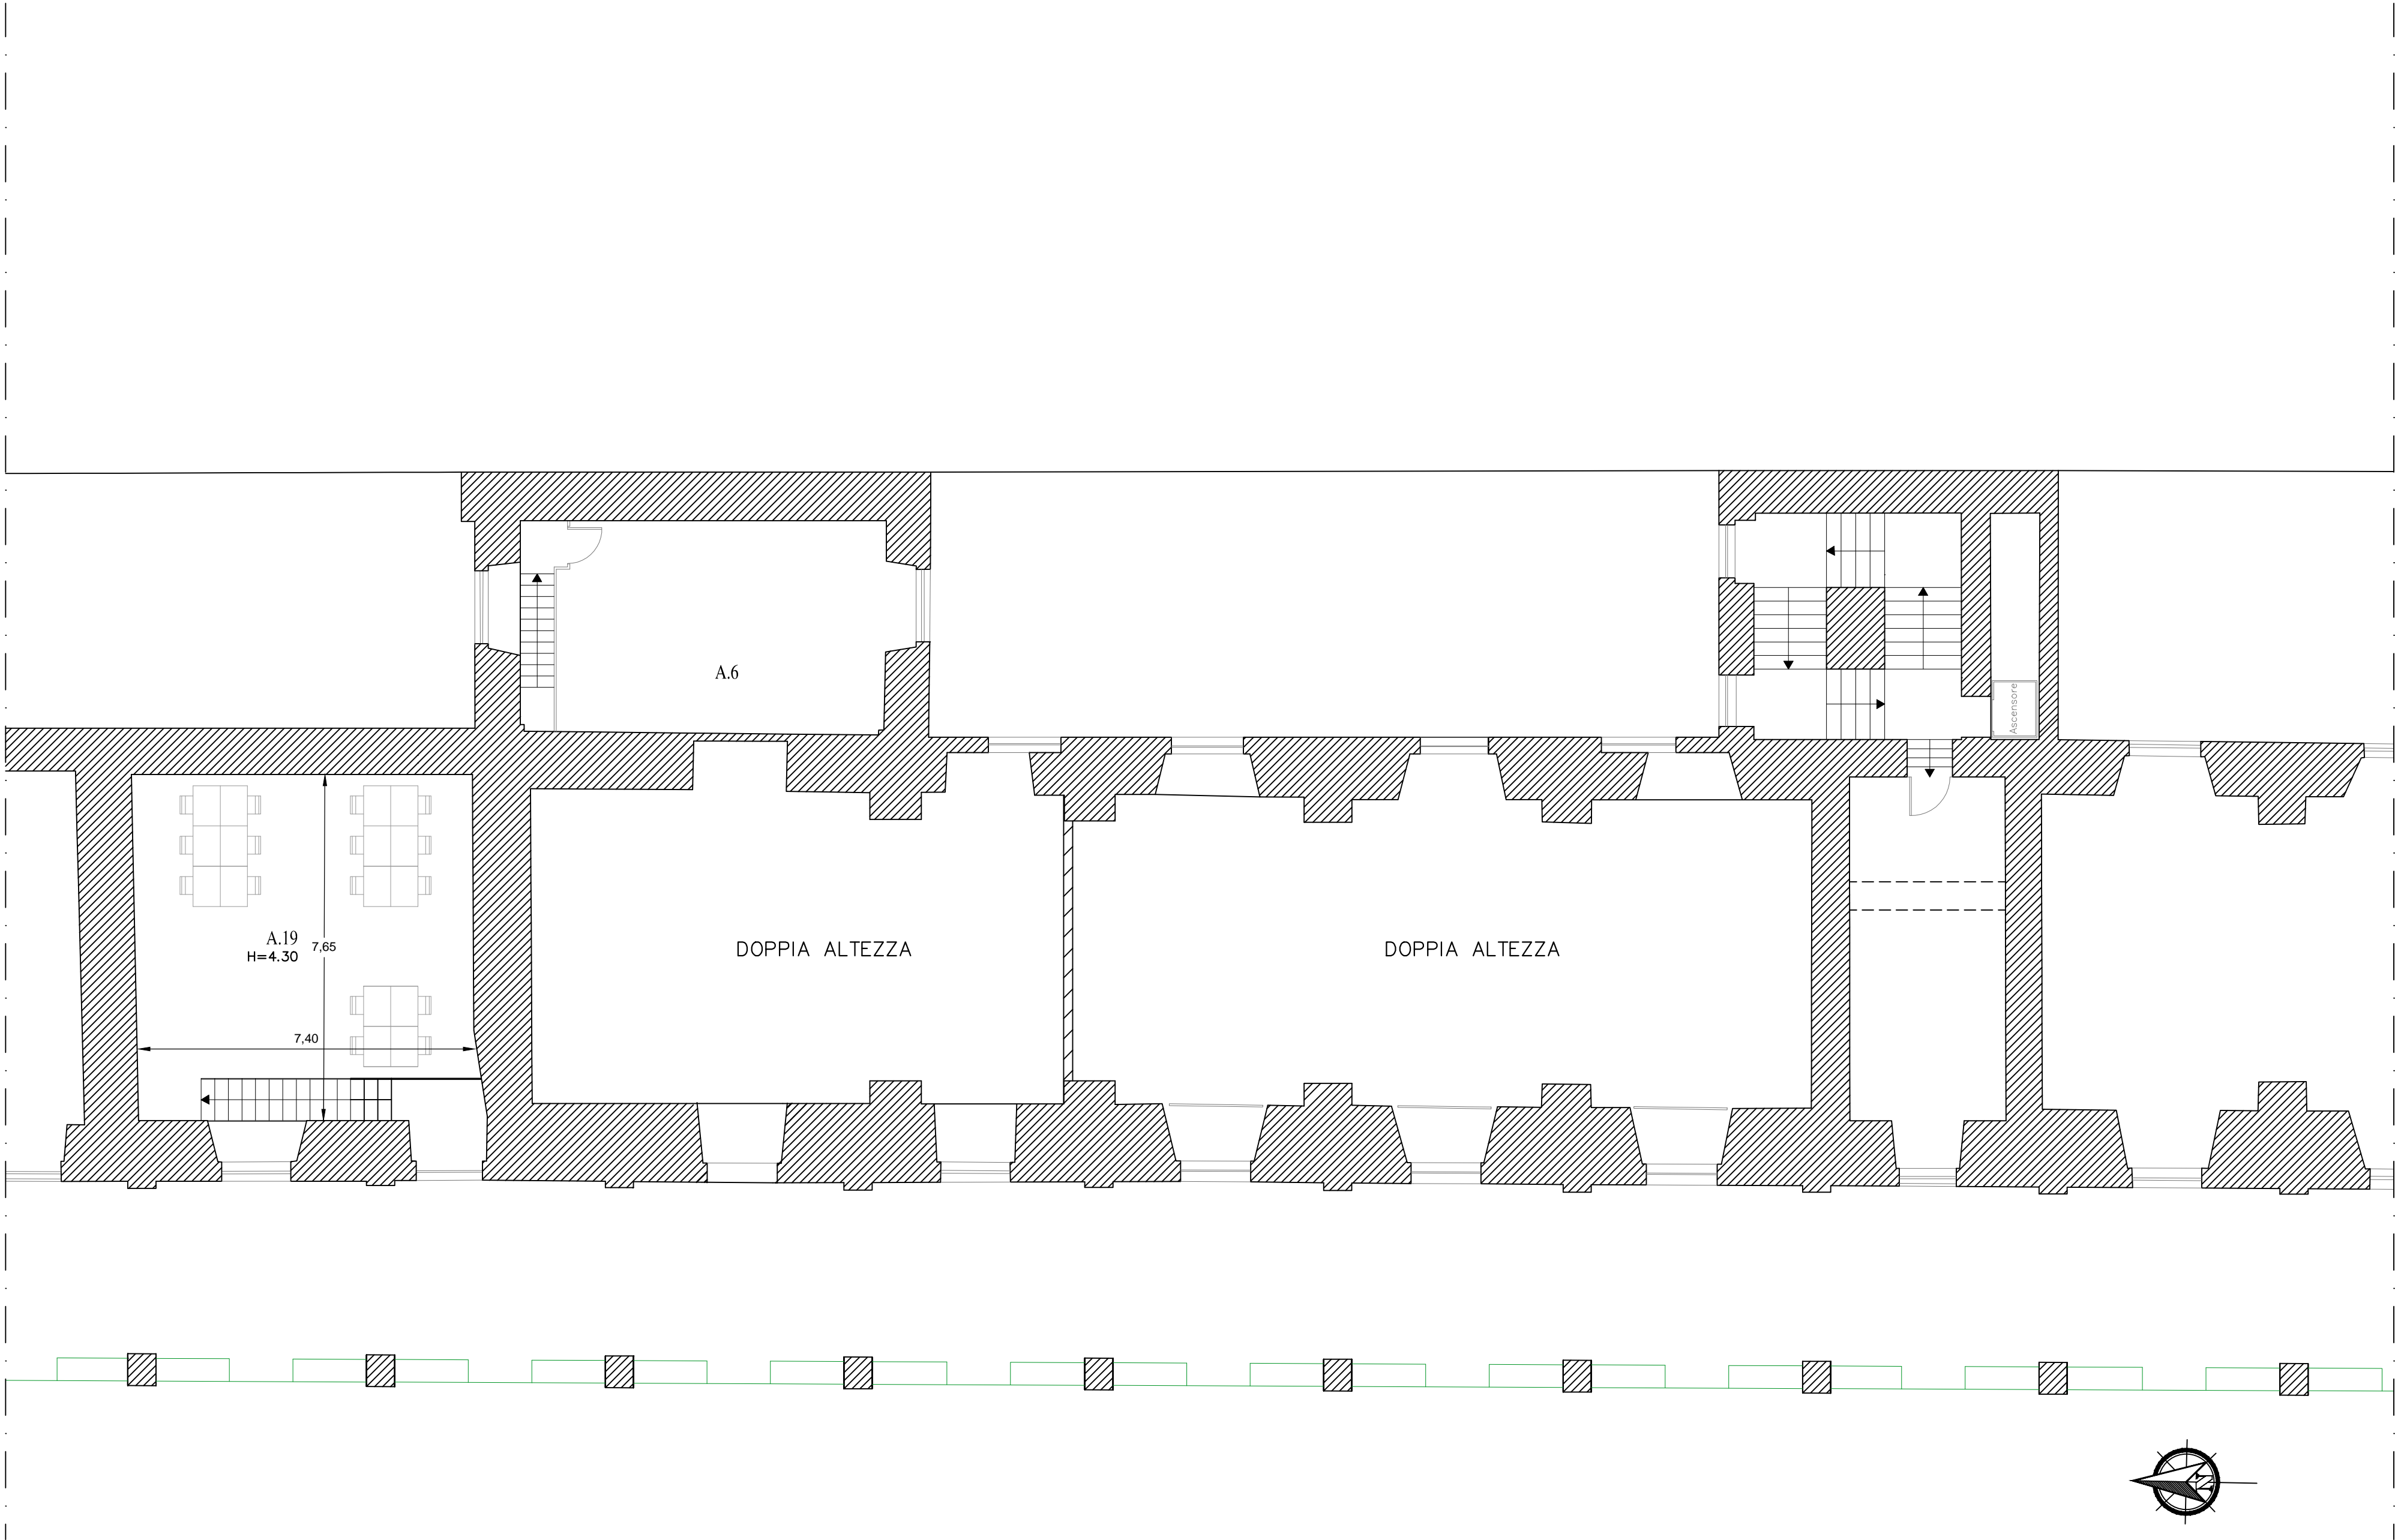 A.6
Ascensore
A.19
H=4.30
7,65
DOPPIA ALTEZZA
DOPPIA ALTEZZA
7,40
N